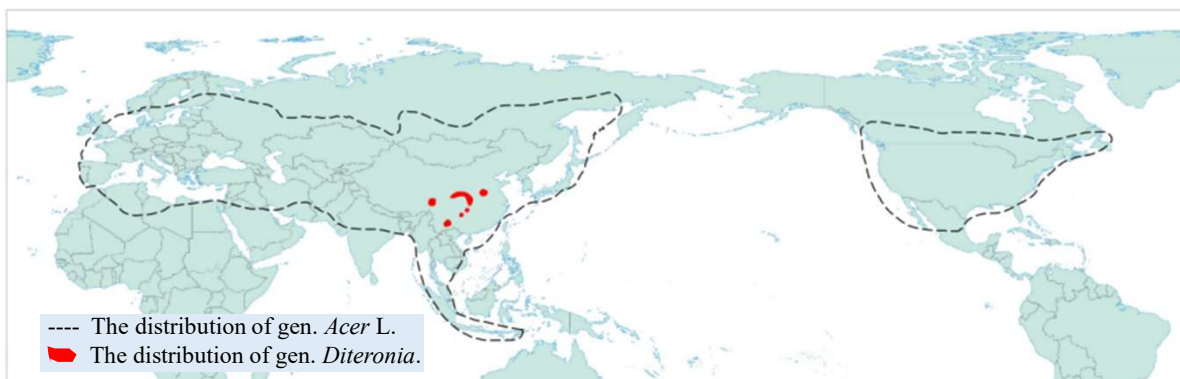 ---- The distribution of gen. Acer L.
The distribution of gen. Diteronia.